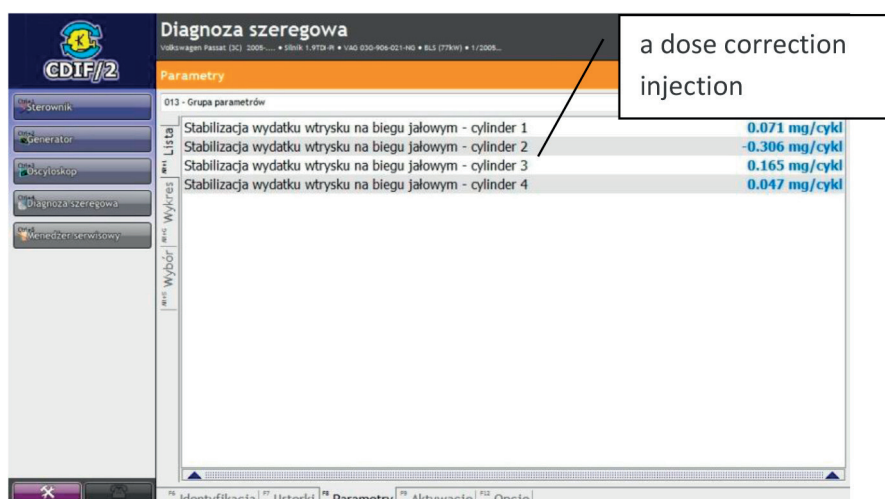 Diagnoza szeregowa
Volkswagen Passat (3C) 2005-.... • Silnik 1.9TDI-R • VAG 030-906-021-NG • BLS (77kW) • 1/2005...
a dose correction
injection
CDIF/2
Parametry
013 - Grupa parametrów
Sterownik
Generator
Oscyloskop
Diagnoza szeregowa
Menedżer serwisowy
Lista
Wykres
Wybór
Stabilizacja wydatku wtrysku na biegu jałowym - cylinder 1 0.071 mg/cykl
Stabilizacja wydatku wtrysku na biegu jałowym - cylinder 2 -0.306 mg/cykl
Stabilizacja wydatku wtrysku na biegu jałowym - cylinder 3 0.165 mg/cykl
Stabilizacja wydatku wtrysku na biegu jałowym - cylinder 4 0.047 mg/cykl
Identyfikacja Usterki Parametry Aktywacje Opcje